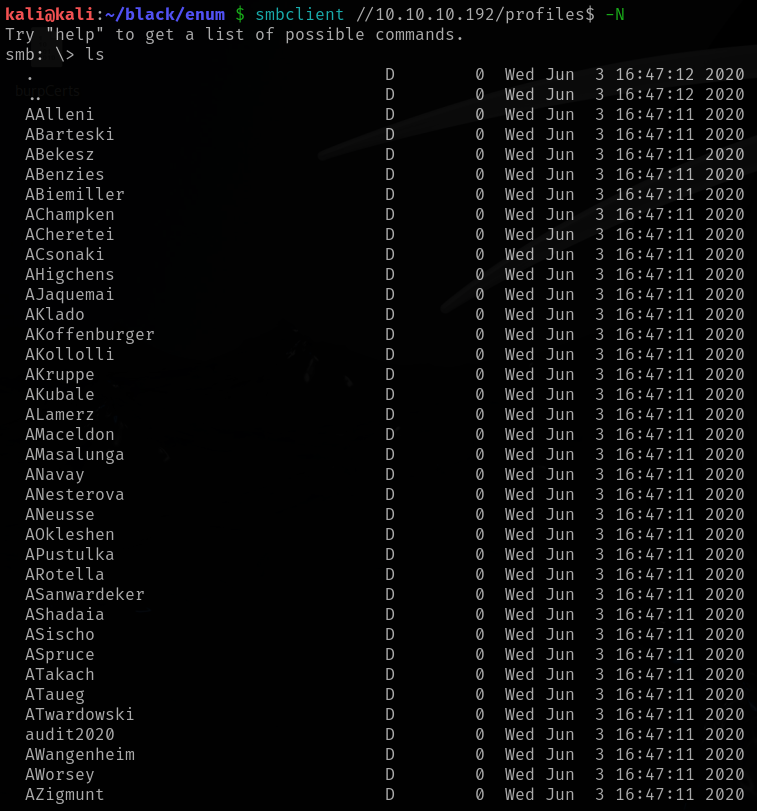 kali@kali:~/black/enum $ smbclient //10.10.10.192/profiles$ -N
Try "help" to get a list of possible commands.
smb: \> ls
. D 0 Wed Jun 3 16:47:12 2020
.. D 0 Wed Jun 3 16:47:12 2020
burpCerts
AAlleni D 0 Wed Jun 3 16:47:11 2020
ABarteski D 0 Wed Jun 3 16:47:11 2020
ABekesz D 0 Wed Jun 3 16:47:11 2020
ABenzies D 0 Wed Jun 3 16:47:11 2020
ABiemiller D 0 Wed Jun 3 16:47:11 2020
AChampken D 0 Wed Jun 3 16:47:11 2020
ACheretei D 0 Wed Jun 3 16:47:11 2020
ACsonaki D 0 Wed Jun 3 16:47:11 2020
AHigchens D 0 Wed Jun 3 16:47:11 2020
AJaquemai D 0 Wed Jun 3 16:47:11 2020
AKlado D 0 Wed Jun 3 16:47:11 2020
AKoffenburger D 0 Wed Jun 3 16:47:11 2020
AKollolli D 0 Wed Jun 3 16:47:11 2020
AKruppe D 0 Wed Jun 3 16:47:11 2020
AKubale D 0 Wed Jun 3 16:47:11 2020
ALamerz D 0 Wed Jun 3 16:47:11 2020
AMaceldon D 0 Wed Jun 3 16:47:11 2020
AMasalunga D 0 Wed Jun 3 16:47:11 2020
ANavay D 0 Wed Jun 3 16:47:11 2020
ANesterova D 0 Wed Jun 3 16:47:11 2020
ANeusse D 0 Wed Jun 3 16:47:11 2020
AOkleshen D 0 Wed Jun 3 16:47:11 2020
APustulka D 0 Wed Jun 3 16:47:11 2020
ARotella D 0 Wed Jun 3 16:47:11 2020
ASanwardeker D 0 Wed Jun 3 16:47:11 2020
AShadaia D 0 Wed Jun 3 16:47:11 2020
ASischo D 0 Wed Jun 3 16:47:11 2020
ASpruce D 0 Wed Jun 3 16:47:11 2020
ATakach D 0 Wed Jun 3 16:47:11 2020
ATaueg D 0 Wed Jun 3 16:47:11 2020
ATwardowski D 0 Wed Jun 3 16:47:11 2020
audit2020 D 0 Wed Jun 3 16:47:11 2020
AWangenheim D 0 Wed Jun 3 16:47:11 2020
AWorsey D 0 Wed Jun 3 16:47:11 2020
AZigmunt D 0 Wed Jun 3 16:47:11 2020